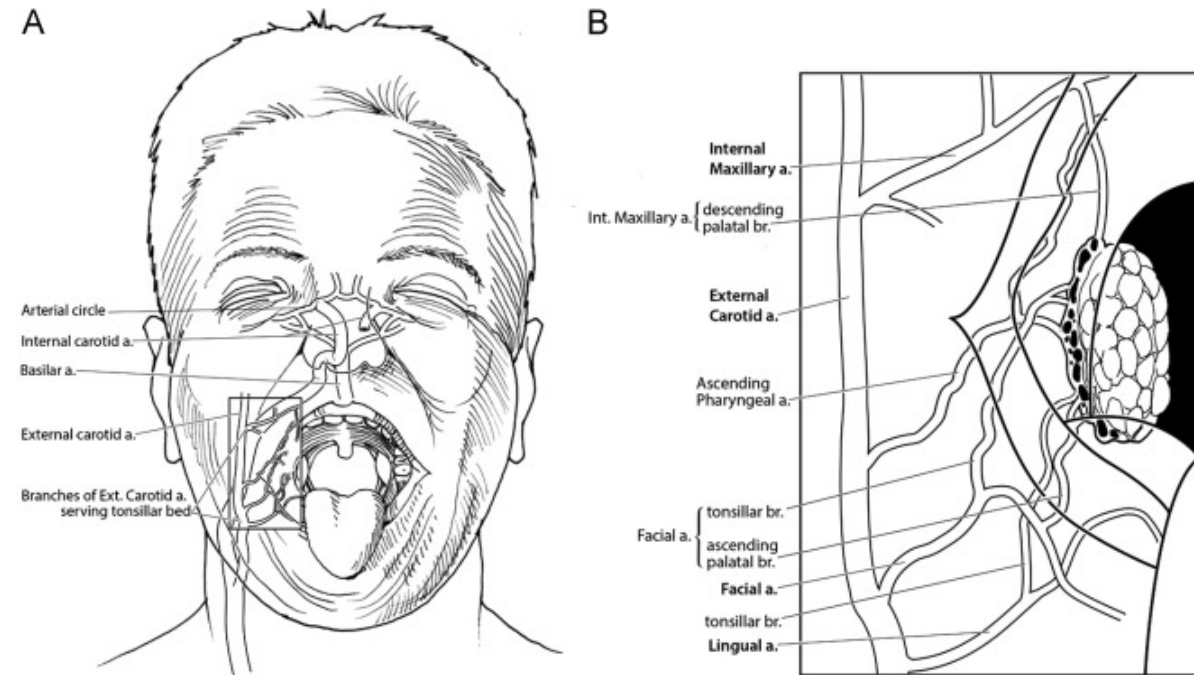 A
Arterial circle
Internal carotid a.
Basilar a.
External carotid a.
Branches of Ext. Carotid a.
serving tonsillar bed
B
Internal
Maxillary a.
Int. Maxillary a. { descending
palatal br.
External
Carotid a.
Ascending
Pharyngeal a.
tonsillar br.
Facial a. {
ascending
palatal br.
Facial a.
tonsillar br.
Lingual a.